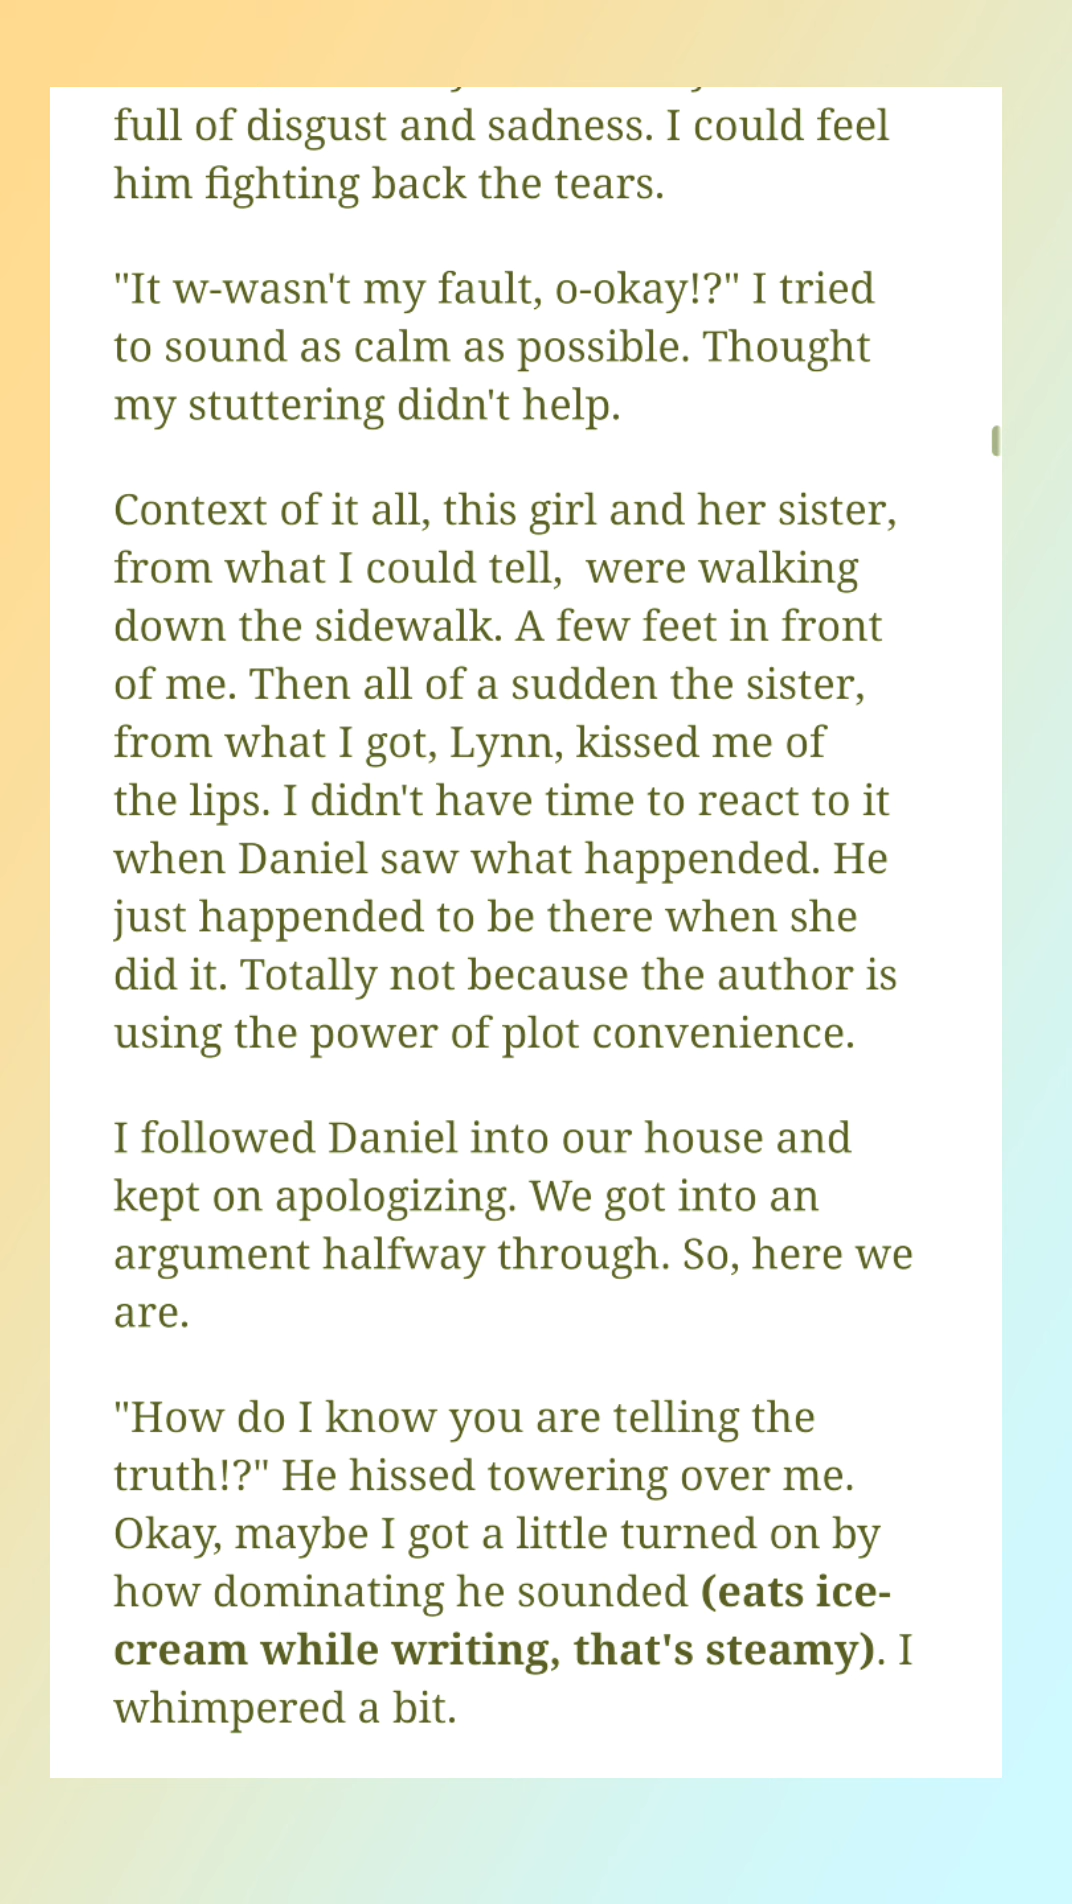 full of disgust and sadness. I could feel
him fighting back the tears.
"It w-wasn't my fault, o-okay!?" I tried
to sound as calm as possible. Thought
my stuttering didn't help.
Context of it all, this girl and her sister,
from what I could tell,  were walking
down the sidewalk. A few feet in front
of me. Then all of a sudden the sister,
from what I got, Lynn, kissed me of
the lips. I didn't have time to react to it
when Daniel saw what happended. He
just happended to be there when she
did it. Totally not because the author is
using the power of plot convenience.
I followed Daniel into our house and
kept on apologizing. We got into an
argument halfway through. So, here we
are.
"How do I know you are telling the
truth!?" He hissed towering over me.
Okay, maybe I got a little turned on by
how dominating he sounded (eats ice-
cream while writing, that's steamy). I
whimpered a bit.